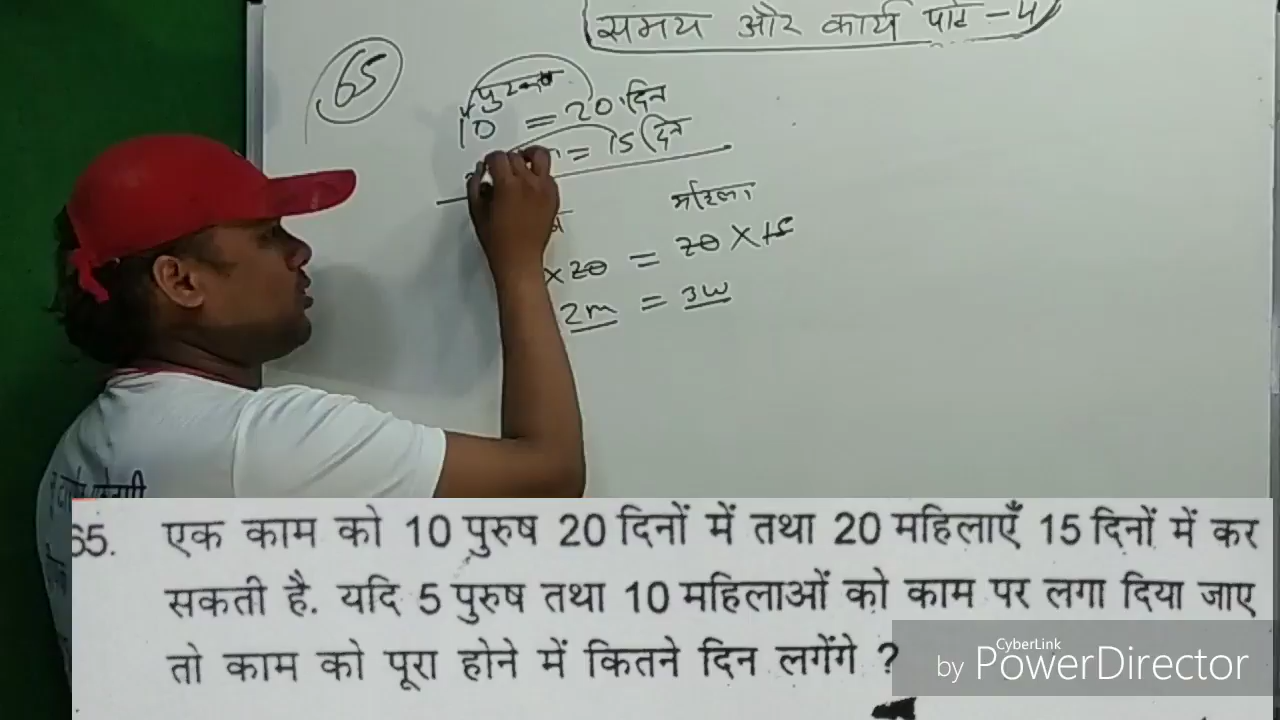 समय और कार्य पार्ट - 4
65
पुरुष
10 = 20 दिन
= 15 दिन
महिला
× 20 = 20 × 15
2m = 3w
65. एक काम को 10 पुरुष 20 दिनों में तथा 20 महिलाएँ 15 दिनों में कर
सकती है. यदि 5 पुरुष तथा 10 महिलाओं को काम पर लगा दिया जाए
तो काम को पूरा होने में कितने दिन लगेंगे ?
CyberLink
by PowerDirector